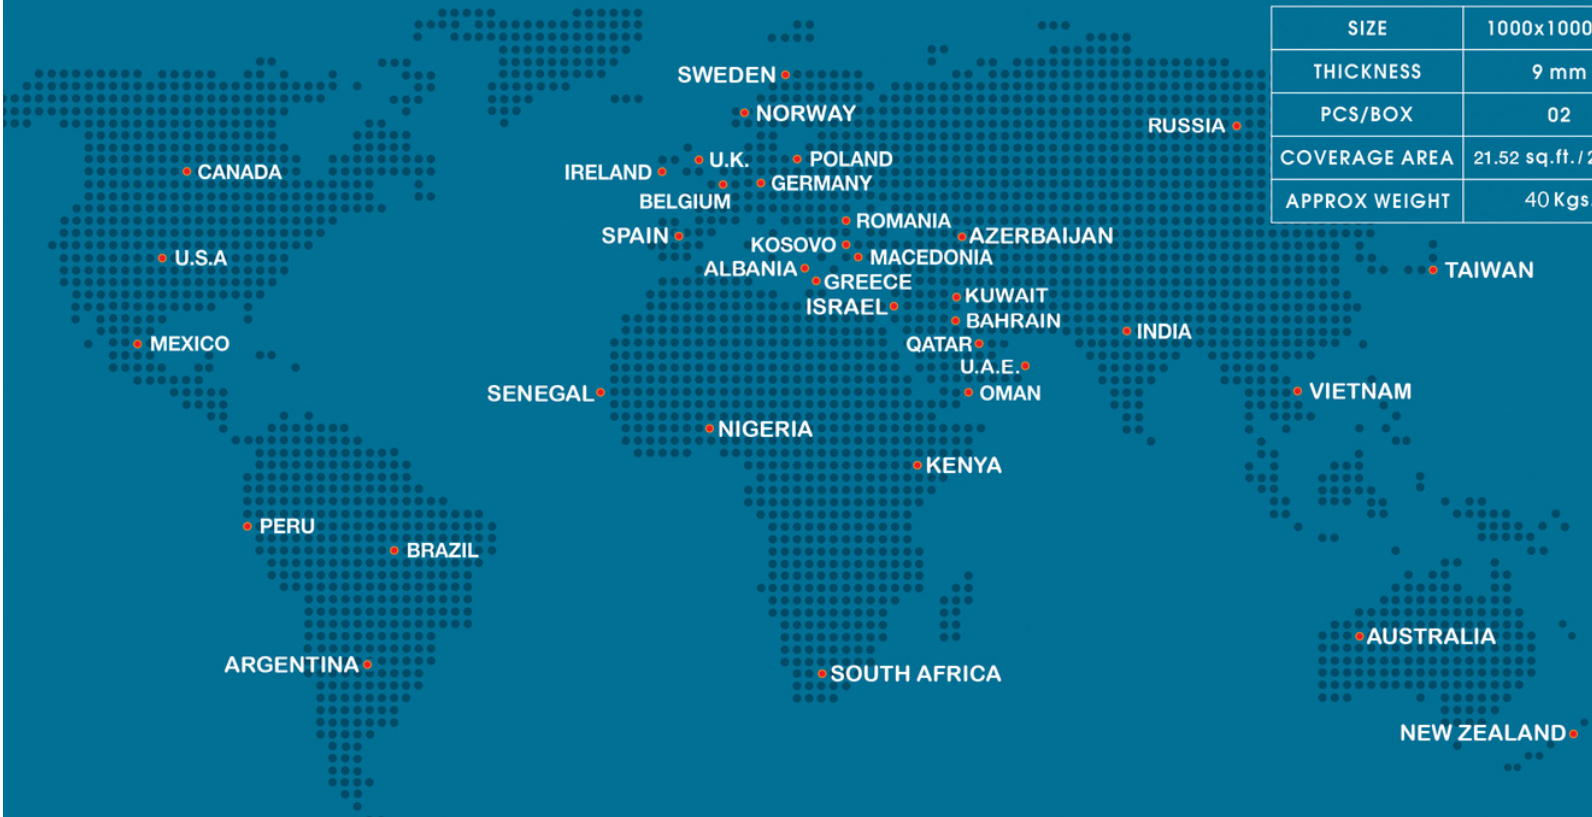 SIZE 1000x1000
THICKNESS 9 mm
PCS/BOX 02
COVERAGE AREA 21.52 sq.ft./2
APPROX WEIGHT 40 Kgs.
SWEDEN
NORWAY
RUSSIA
CANADA
IRELAND
U.K.
POLAND
BELGIUM
GERMANY
ROMANIA
SPAIN
KOSOVO
AZERBAIJAN
U.S.A
ALBANIA
MACEDONIA
TAIWAN
GREECE
ISRAEL
KUWAIT
BAHRAIN
MEXICO
QATAR
INDIA
U.A.E.
SENEGAL
OMAN
VIETNAM
NIGERIA
KENYA
PERU
BRAZIL
AUSTRALIA
ARGENTINA
SOUTH AFRICA
NEW ZEALAND